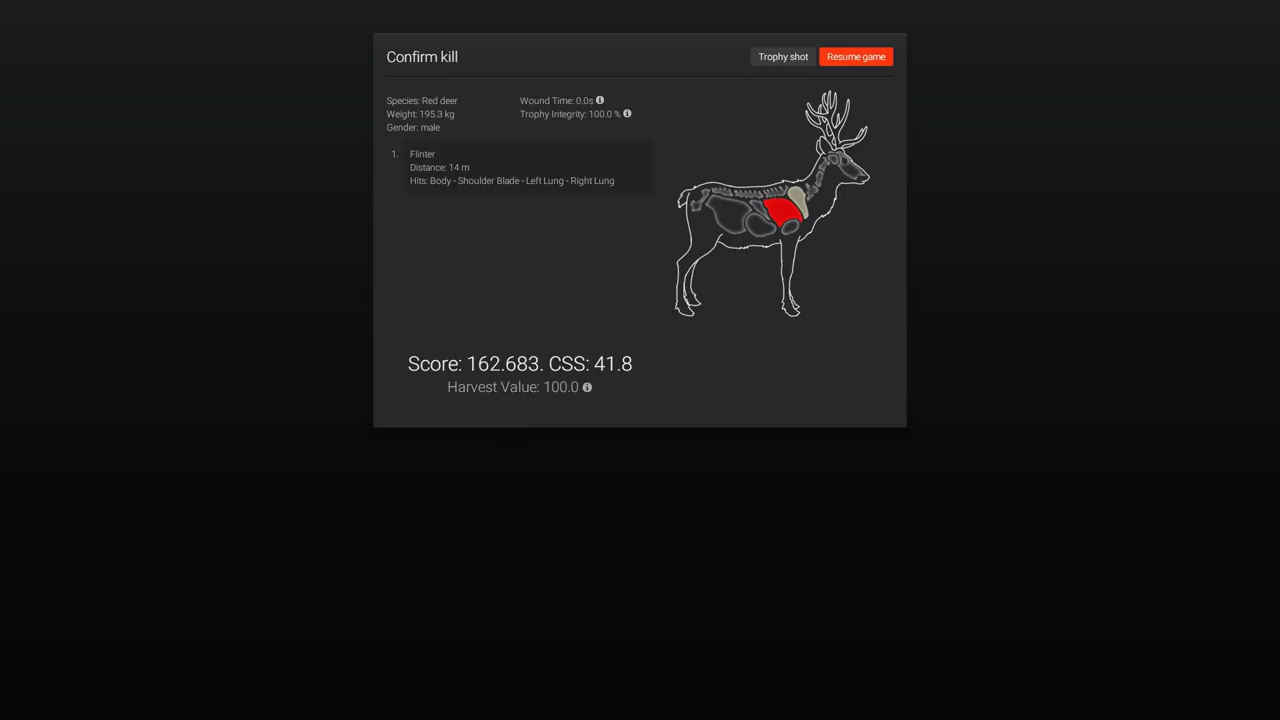 Confirm kill
Trophy shot
Resume game
Species: Red deer
Weight: 195.3 kg
Gender: male
Wound Time: 0.0s
Trophy Integrity: 100.0 %
1. Flinter
Distance: 14 m
Hits: Body - Shoulder Blade - Left Lung - Right Lung
Score: 162.683. CSS: 41.8
Harvest Value: 100.0